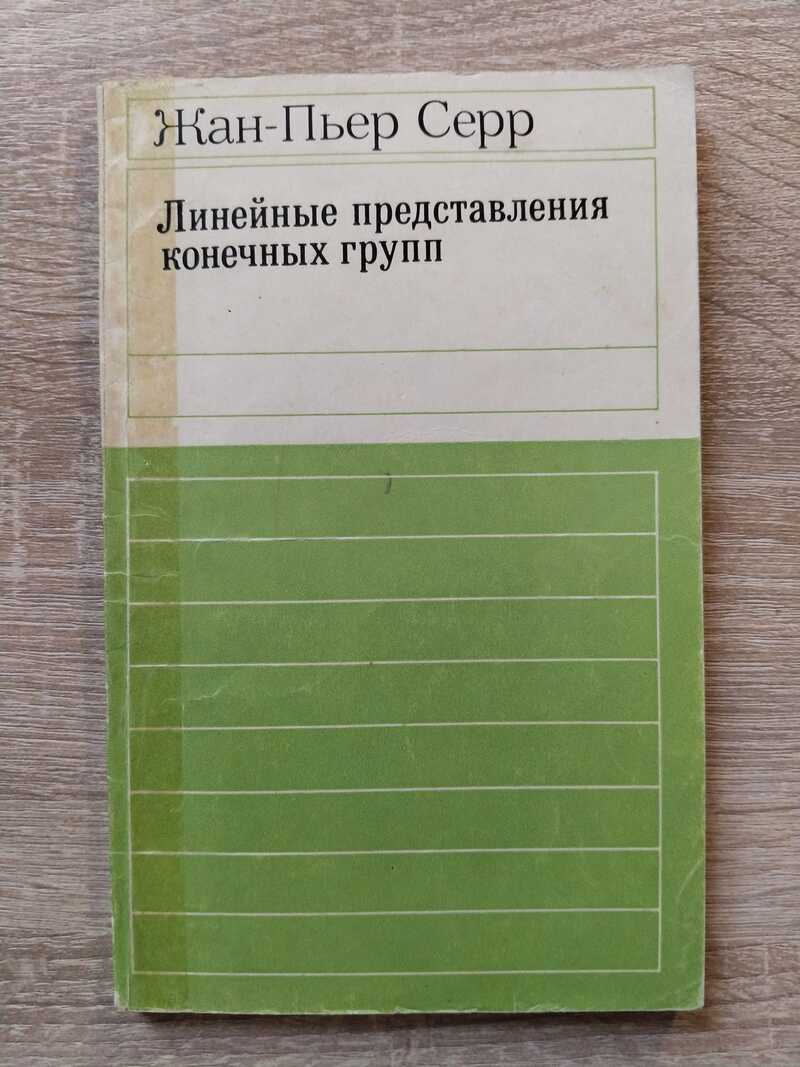 Жан-Пьер Серр
Линейные представления
конечных групп